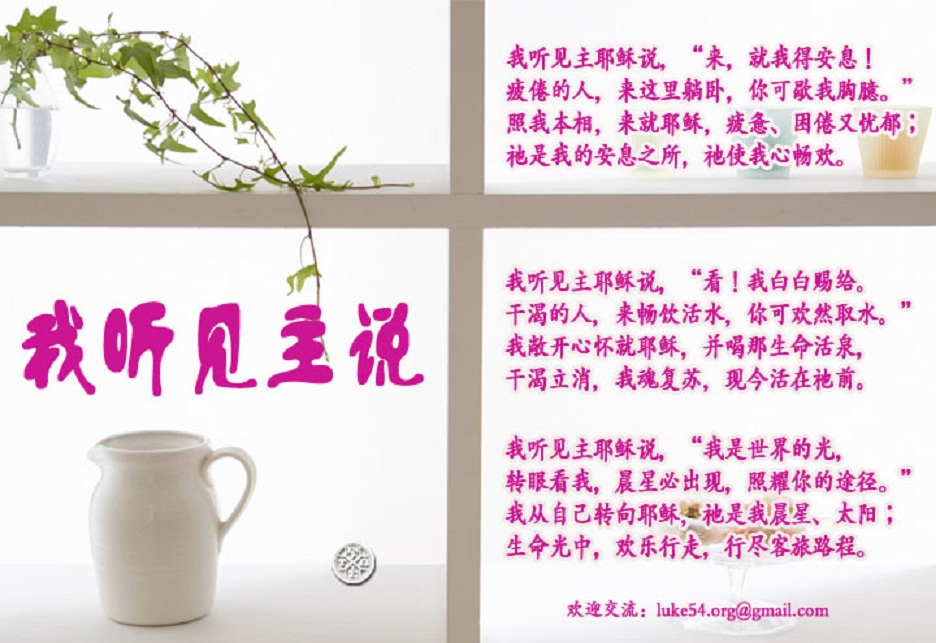 我听见主说
我听见主耶稣说，“来，就我得安息！
疲倦的人，来这里躺卧，你可歇我胸臆。”
照我本相，来就耶稣，疲惫、困倦又忧郁；
祂是我的安息之所，祂使我心畅欢。
我听见主耶稣说，“看！我白白赐给。
干渴的人，来畅饮活水，你可欢然取水。”
我敞开心怀就耶稣，并喝那生命活泉，
干渴立消，我魂复苏，现今活在祂前。
我听见主耶稣说，“我是世界的光，
转眼看我，晨星必出现，照耀你的途径。”
我从自己转向耶稣，祂是我晨星、太阳；
生命光中，欢乐行走，行尽客旅路程。
欢迎交流：luke54.org@gmail.com